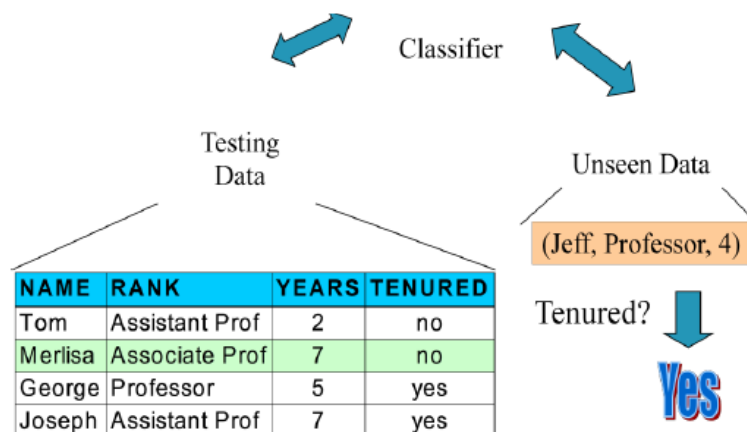 Classifier
Testing
Data
Unseen Data
(Jeff, Professor, 4)
NAME RANK YEARS TENURED
Tom Assistant Prof 2 no
Merlisa Associate Prof 7 no
George Professor 5 yes
Joseph Assistant Prof 7 yes
Tenured?
Yes